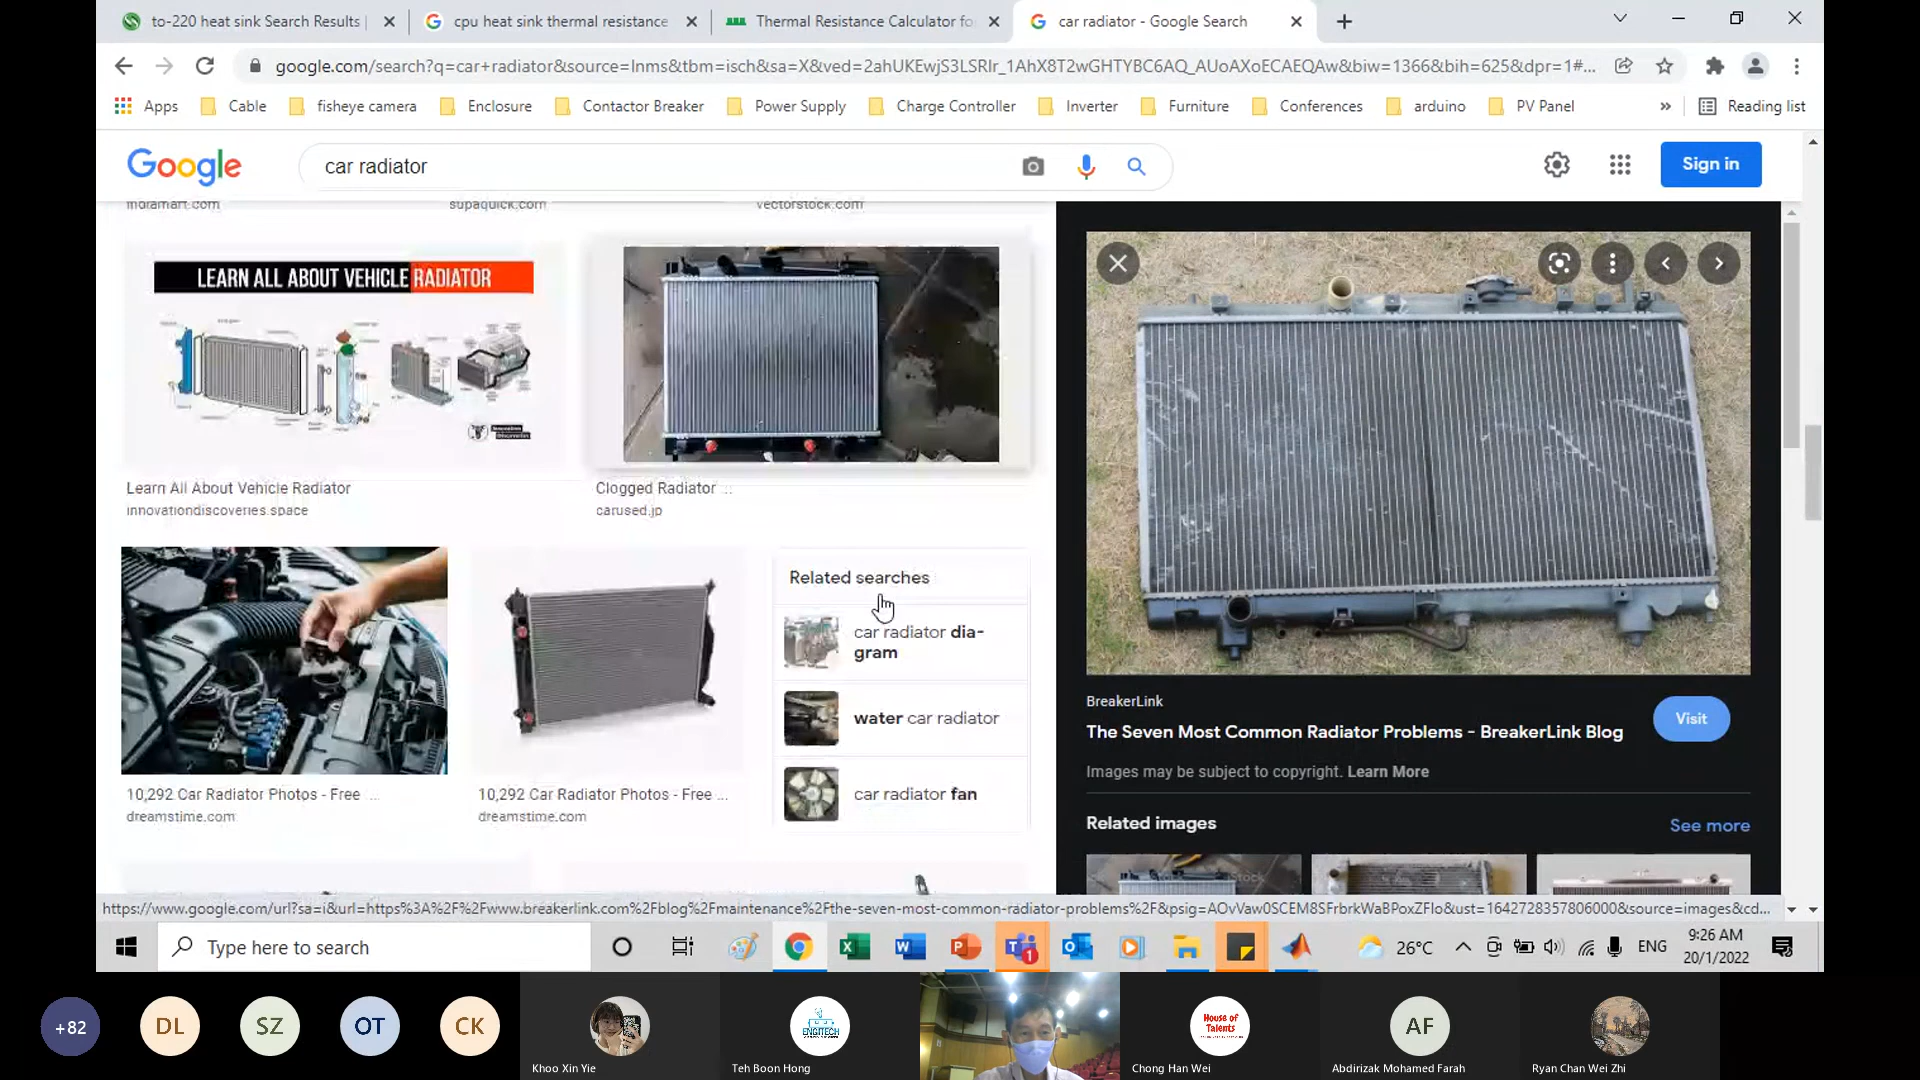 to-220 heat sink Search Results |
cpu heat sink thermal resistance
Thermal Resistance Calculator fo
car radiator - Google Search
google.com/search?q=car+radiator&source=lnms&tbm=isch&sa=X&ved=2ahUKEwjS3LSRIr_1AhX8T2wGHTYBC6AQ_AUoAXoECAEQAw&biw=1366&bih=625&dpr=1#...
Apps
Cable
fisheye camera
Enclosure
Contactor Breaker
Power Supply
Charge Controller
Inverter
Furniture
Conferences
arduino
PV Panel
»
Reading list
Google
car radiator
Sign in
indiamart.com
supaquick.com
vectorstock.com
LEARN ALL ABOUT VEHICLE RADIATOR
Learn All About Vehicle Radiator
innovationdiscoveries.space
Clogged Radiator ...
carused.jp
10,292 Car Radiator Photos - Free ...
dreamstime.com
10,292 Car Radiator Photos - Free ...
dreamstime.com
Related searches
car radiator dia-
gram
water car radiator
car radiator fan
BreakerLink
The Seven Most Common Radiator Problems - BreakerLink Blog
Visit
Images may be subject to copyright. Learn More
Related images
See more
https://www.google.com/url?sa=i&url=https%3A%2F%2Fwww.breakerlink.com%2Fblog%2Fmaintenance%2Fthe-seven-most-common-radiator-problems%2F&psig=AOvVaw0SCEM8SFrbrkWaBPoxZFIo&ust=1642728357806000&source=images&cd...
Type here to search
1
26°C
ENG
9:26 AM
20/1/2022
+82
DL
SZ
OT
CK
Khoo Xin Yie
ENGITECH
Teh Boon Hong
House of
Talents
Chong Han Wei
AF
Abdirizak Mohamed Farah
Ryan Chan Wei Zhi